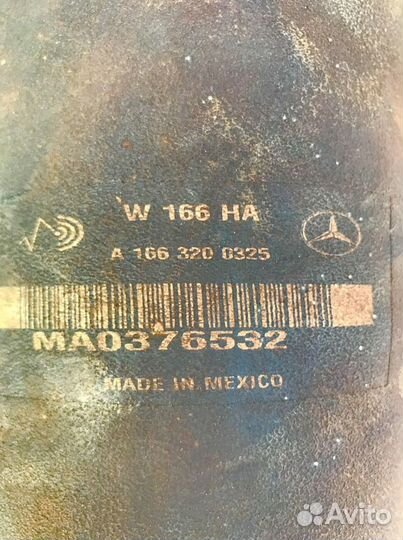 W 166 HA
A 166 320 0325
MA0376532
MADE IN MEXICO
Avito